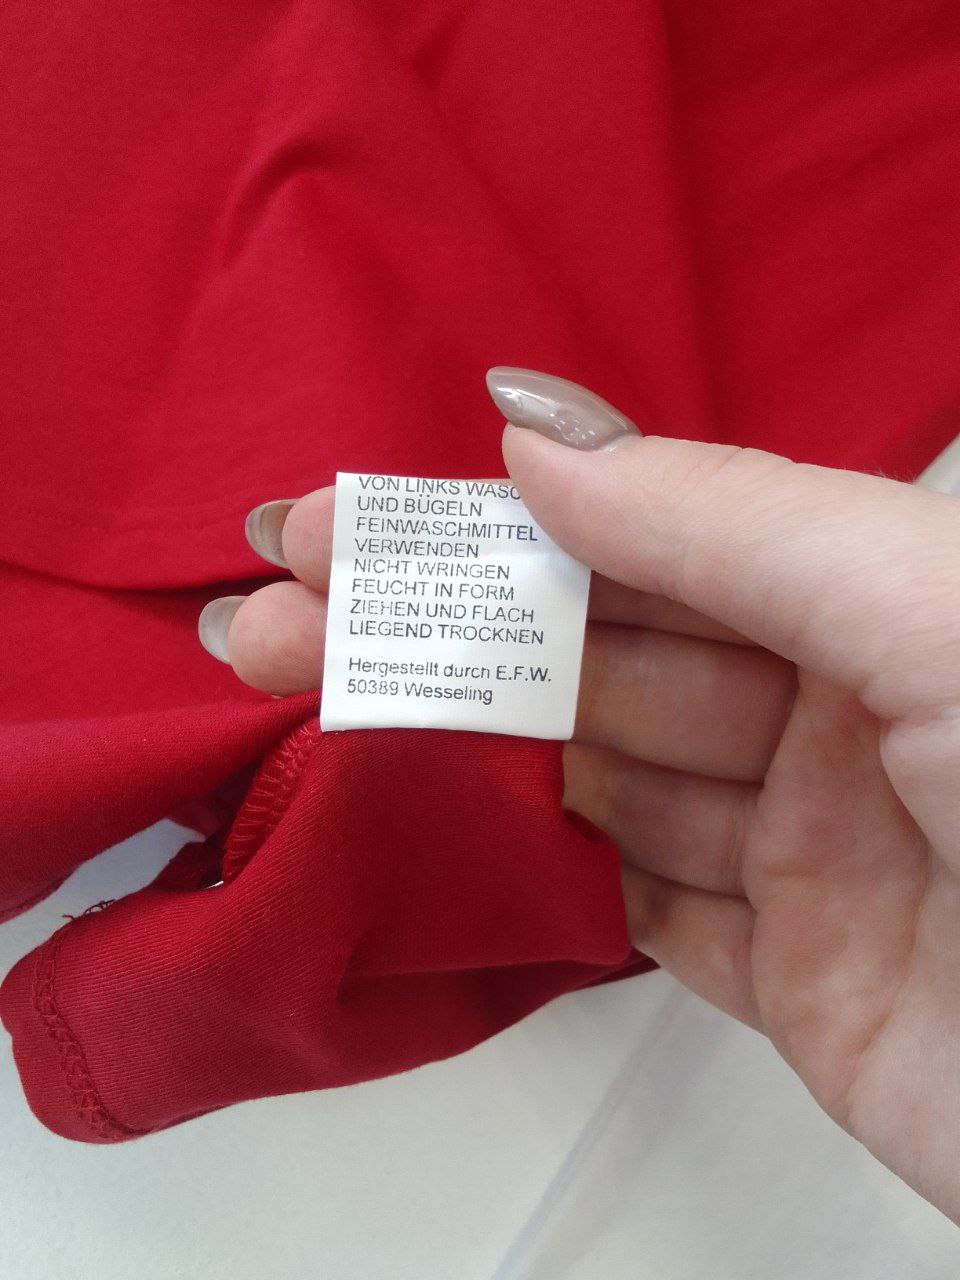 VON LINKS WASC
UND BÜGELN
FEINWASCHMITTEL
VERWENDEN
NICHT WRINGEN
FEUCHT IN FORM
ZIEHEN UND FLACH
LIEGEND TROCKNEN
Hergestellt durch E.F.W.
50389 Wesseling